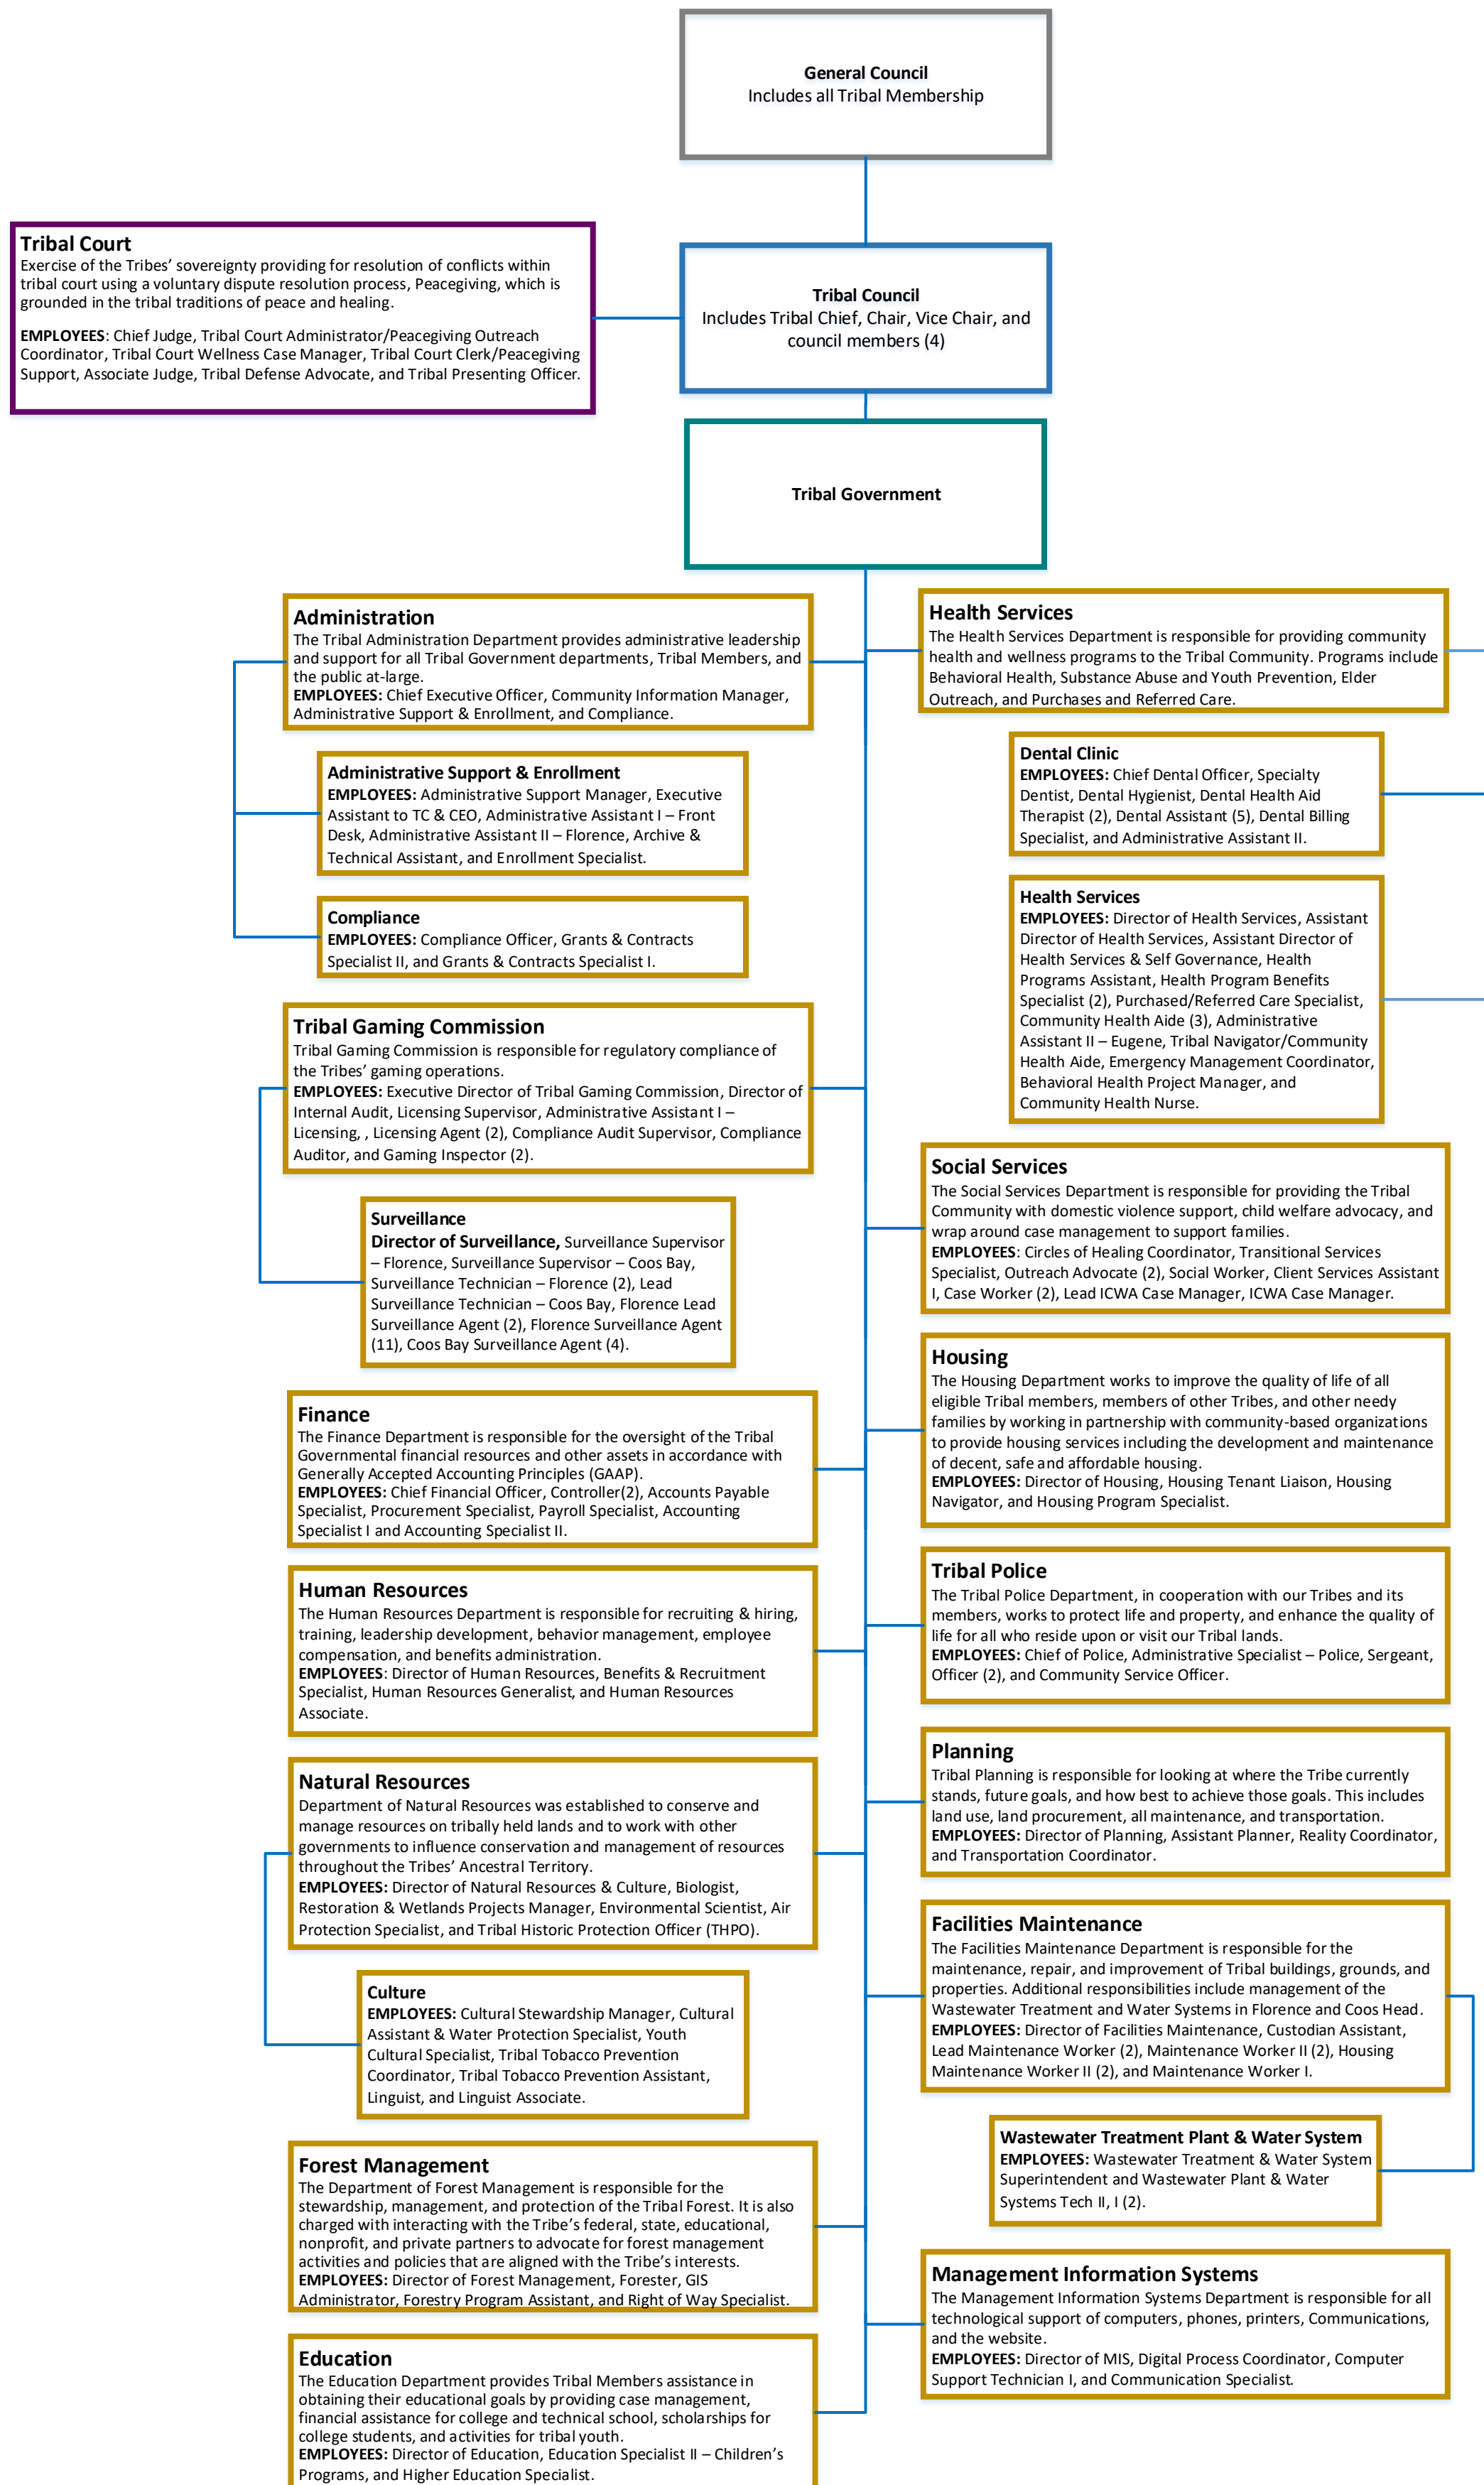 General Council
Includes all Tribal Membership
Tribal Court
Exercise of the Tribes’ sovereignty providing for resolution of conflicts within
tribal court using a voluntary dispute resolution process, Peacegiving, which is
grounded in the tribal traditions of peace and healing.
EMPLOYEES: Chief Judge, Tribal Court Administrator/Peacegiving Outreach
Coordinator, Tribal Court Wellness Case Manager, Tribal Court Clerk/Peacegiving
Support, Associate Judge, Tribal Defense Advocate, and Tribal Presenting Officer.
Tribal Council
Includes Tribal Chief, Chair, Vice Chair, and
council members (4)
Tribal Government
Administration
The Tribal Administration Department provides administrative leadership
and support for all Tribal Government departments, Tribal Members, and
the public at-large.
EMPLOYEES: Chief Executive Officer, Community Information Manager,
Administrative Support & Enrollment, and Compliance.
Administrative Support & Enrollment
EMPLOYEES: Administrative Support Manager, Executive
Assistant to TC & CEO, Administrative Assistant I – Front
Desk, Administrative Assistant II – Florence, Archive &
Technical Assistant, and Enrollment Specialist.
Compliance
EMPLOYEES: Compliance Officer, Grants & Contracts
Specialist II, and Grants & Contracts Specialist I.
Tribal Gaming Commission
Tribal Gaming Commission is responsible for regulatory compliance of
the Tribes’ gaming operations.
EMPLOYEES: Executive Director of Tribal Gaming Commission, Director of
Internal Audit, Licensing Supervisor, Administrative Assistant I –
Licensing, , Licensing Agent (2), Compliance Audit Supervisor, Compliance
Auditor, and Gaming Inspector (2).
Surveillance
Director of Surveillance, Surveillance Supervisor
– Florence, Surveillance Supervisor – Coos Bay,
Surveillance Technician – Florence (2), Lead
Surveillance Technician – Coos Bay, Florence Lead
Surveillance Agent (2), Florence Surveillance Agent
(11), Coos Bay Surveillance Agent (4).
Finance
The Finance Department is responsible for the oversight of the Tribal
Governmental financial resources and other assets in accordance with
Generally Accepted Accounting Principles (GAAP).
EMPLOYEES: Chief Financial Officer, Controller(2), Accounts Payable
Specialist, Procurement Specialist, Payroll Specialist, Accounting
Specialist I and Accounting Specialist II.
Human Resources
The Human Resources Department is responsible for recruiting & hiring,
training, leadership development, behavior management, employee
compensation, and benefits administration.
EMPLOYEES: Director of Human Resources, Benefits & Recruitment
Specialist, Human Resources Generalist, and Human Resources
Associate.
Natural Resources
Department of Natural Resources was established to conserve and
manage resources on tribally held lands and to work with other
governments to influence conservation and management of resources
throughout the Tribes’ Ancestral Territory.
EMPLOYEES: Director of Natural Resources & Culture, Biologist,
Restoration & Wetlands Projects Manager, Environmental Scientist, Air
Protection Specialist, and Tribal Historic Protection Officer (THPO).
Culture
EMPLOYEES: Cultural Stewardship Manager, Cultural
Assistant & Water Protection Specialist, Youth
Cultural Specialist, Tribal Tobacco Prevention
Coordinator, Tribal Tobacco Prevention Assistant,
Linguist, and Linguist Associate.
Forest Management
The Department of Forest Management is responsible for the
stewardship, management, and protection of the Tribal Forest. It is also
charged with interacting with the Tribe’s federal, state, educational,
nonprofit, and private partners to advocate for forest management
activities and policies that are aligned with the Tribe’s interests.
EMPLOYEES: Director of Forest Management, Forester, GIS
Administrator, Forestry Program Assistant, and Right of Way Specialist.
Education
The Education Department provides Tribal Members assistance in
obtaining their educational goals by providing case management,
financial assistance for college and technical school, scholarships for
college students, and activities for tribal youth.
EMPLOYEES: Director of Education, Education Specialist II – Children’s
Programs, and Higher Education Specialist.
Health Services
The Health Services Department is responsible for providing community
health and wellness programs to the Tribal Community. Programs include
Behavioral Health, Substance Abuse and Youth Prevention, Elder
Outreach, and Purchases and Referred Care.
Dental Clinic
EMPLOYEES: Chief Dental Officer, Specialty
Dentist, Dental Hygienist, Dental Health Aid
Therapist (2), Dental Assistant (5), Dental Billing
Specialist, and Administrative Assistant II.
Health Services
EMPLOYEES: Director of Health Services, Assistant
Director of Health Services, Assistant Director of
Health Services & Self Governance, Health
Programs Assistant, Health Program Benefits
Specialist (2), Purchased/Referred Care Specialist,
Community Health Aide (3), Administrative
Assistant II – Eugene, Tribal Navigator/Community
Health Aide, Emergency Management Coordinator,
Behavioral Health Project Manager, and
Community Health Nurse.
Social Services
The Social Services Department is responsible for providing the Tribal
Community with domestic violence support, child welfare advocacy, and
wrap around case management to support families.
EMPLOYEES: Circles of Healing Coordinator, Transitional Services
Specialist, Outreach Advocate (2), Social Worker, Client Services Assistant
I, Case Worker (2), Lead ICWA Case Manager, ICWA Case Manager.
Housing
The Housing Department works to improve the quality of life of all
eligible Tribal members, members of other Tribes, and other needy
families by working in partnership with community-based organizations
to provide housing services including the development and maintenance
of decent, safe and affordable housing.
EMPLOYEES: Director of Housing, Housing Tenant Liaison, Housing
Navigator, and Housing Program Specialist.
Tribal Police
The Tribal Police Department, in cooperation with our Tribes and its
members, works to protect life and property, and enhance the quality of
life for all who reside upon or visit our Tribal lands.
EMPLOYEES: Chief of Police, Administrative Specialist – Police, Sergeant,
Officer (2), and Community Service Officer.
Planning
Tribal Planning is responsible for looking at where the Tribe currently
stands, future goals, and how best to achieve those goals. This includes
land use, land procurement, all maintenance, and transportation.
EMPLOYEES: Director of Planning, Assistant Planner, Reality Coordinator,
and Transportation Coordinator.
Facilities Maintenance
The Facilities Maintenance Department is responsible for the
maintenance, repair, and improvement of Tribal buildings, grounds, and
properties. Additional responsibilities include management of the
Wastewater Treatment and Water Systems in Florence and Coos Head.
EMPLOYEES: Director of Facilities Maintenance, Custodian Assistant,
Lead Maintenance Worker (2), Maintenance Worker II (2), Housing
Maintenance Worker II (2), and Maintenance Worker I.
Wastewater Treatment Plant & Water System
EMPLOYEES: Wastewater Treatment & Water System
Superintendent and Wastewater Plant & Water
Systems Tech II, I (2).
Management Information Systems
The Management Information Systems Department is responsible for all
technological support of computers, phones, printers, Communications,
and the website.
EMPLOYEES: Director of MIS, Digital Process Coordinator, Computer
Support Technician I, and Communication Specialist.